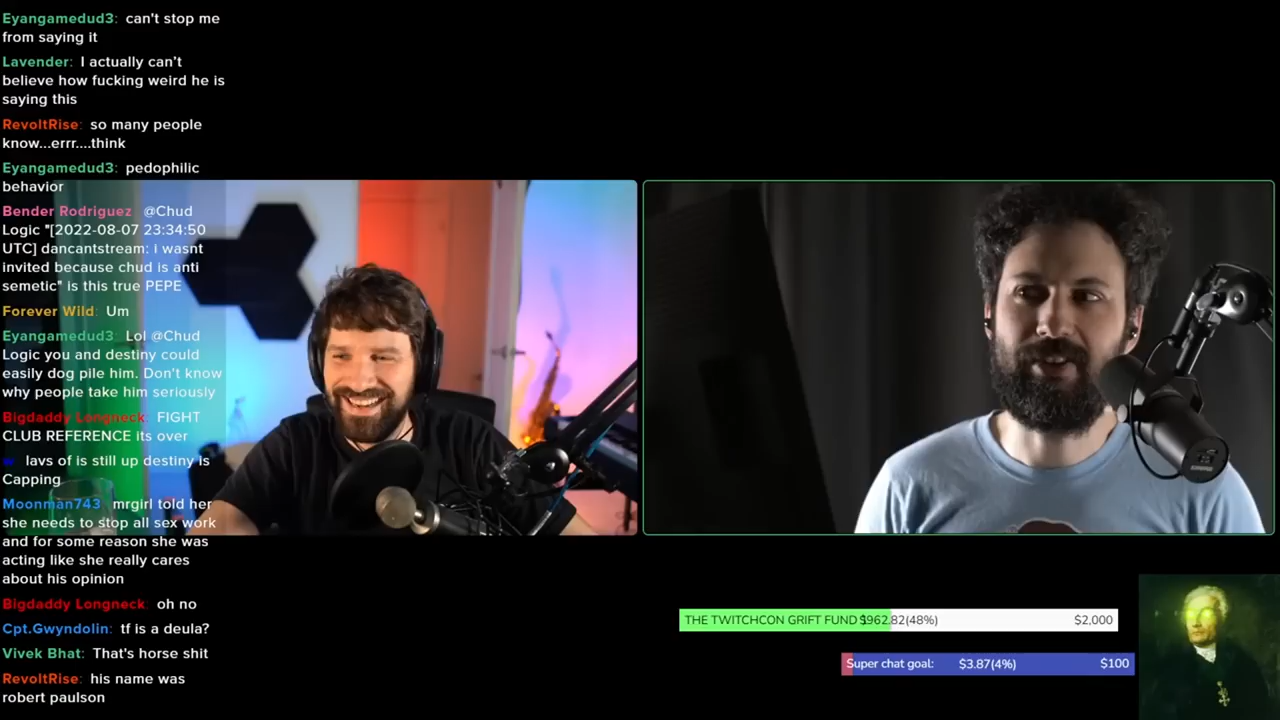 Eyangamedud3: can't stop me
from saying it
Lavender: I actually can't
believe how fucking weird he is
saying this
RevoltRise: so many people
know...errr....think
Eyangamedud3: pedophilic
behavior
Bender Rodriguez: @Chud
Logic "[2022-08-07 23:34:50
UTC] dancantstream: i wasnt
invited because chud is anti
semetic" is this true PEPE
Forever Wild: Um
Eyangamedud3: Lol @Chud
Logic you and destiny could
easily dog pile him. Don't know
why people take him seriously
Bigdaddy Longneck: FIGHT
CLUB REFERENCE its over
lavs of is still up destiny is
Capping
Moonman743: mrgirl told her
she needs to stop all sex work
and for some reason she was
acting like she really cares
about his opinion
Bigdaddy Longneck: oh no
Cpt.Gwyndolin: tf is a deula?
Vivek Bhat: That's horse shit
RevoltRise: his name was
robert paulson
SHURE
THE TWITCHCON GRIFT FUND $962.82(48%) $2,000
Super chat goal: $3.87(4%) $100